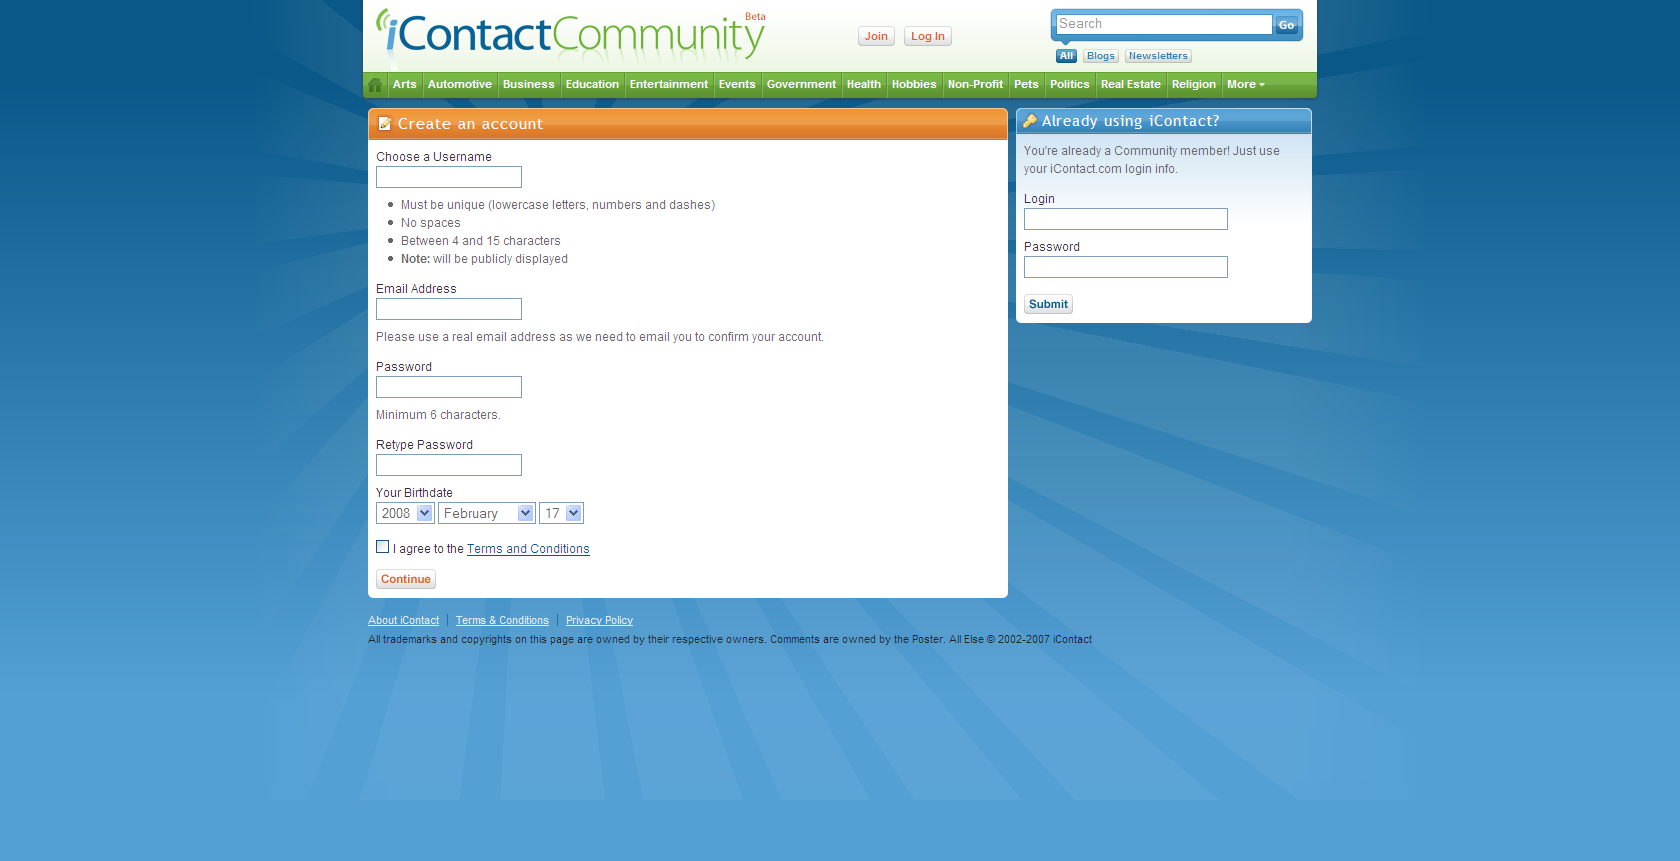 iContactCommunity Beta
Join Log In
Search Go
All Blogs Newsletters
Arts Automotive Business Education Entertainment Events Government Health Hobbies Non-Profit Pets Politics Real Estate Religion More
Create an account
Choose a Username
Must be unique (lowercase letters, numbers and dashes)
No spaces
Between 4 and 15 characters
Note: will be publicly displayed
Email Address
Please use a real email address as we need to email you to confirm your account.
Password
Minimum 6 characters.
Retype Password
Your Birthdate
2008 February 17
I agree to the Terms and Conditions
Continue
Already using iContact?
You're already a Community member! Just use
your iContact.com login info.
Login
Password
Submit
About iContact Terms & Conditions Privacy Policy
All trademarks and copyrights on this page are owned by their respective owners. Comments are owned by the Poster. All Else © 2002-2007 iContact